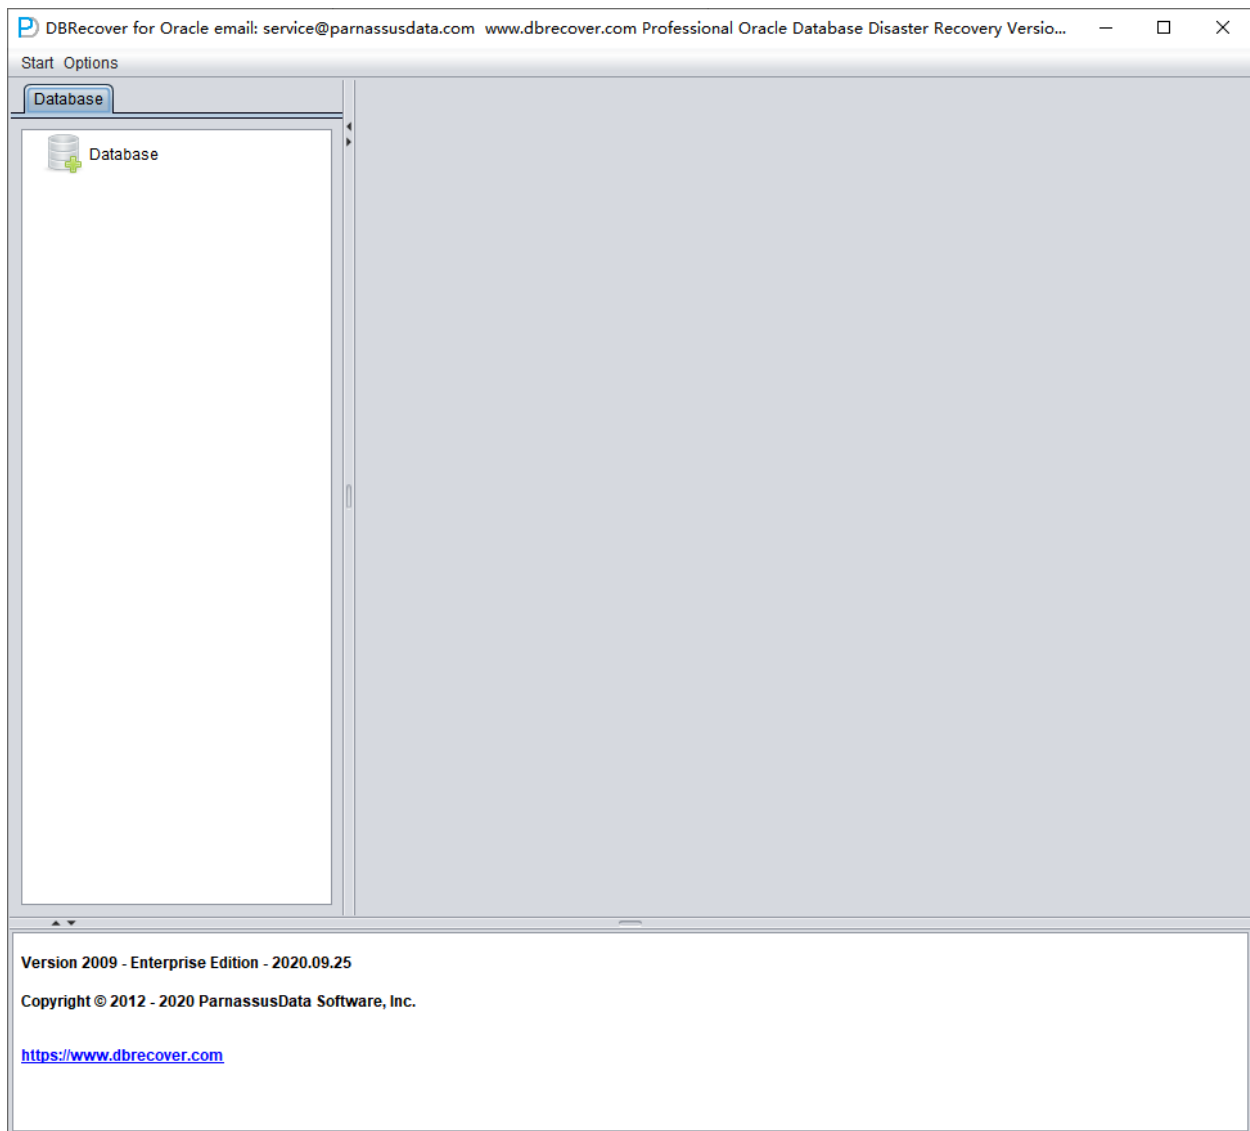 DBRecover for Oracle email: service@parnassusdata.com  www.dbrecover.com Professional Oracle Database Disaster Recovery Versio...
Start Options
Database
Database
Version 2009 - Enterprise Edition - 2020.09.25
Copyright © 2012 - 2020 ParnassusData Software, Inc.
https://www.dbrecover.com